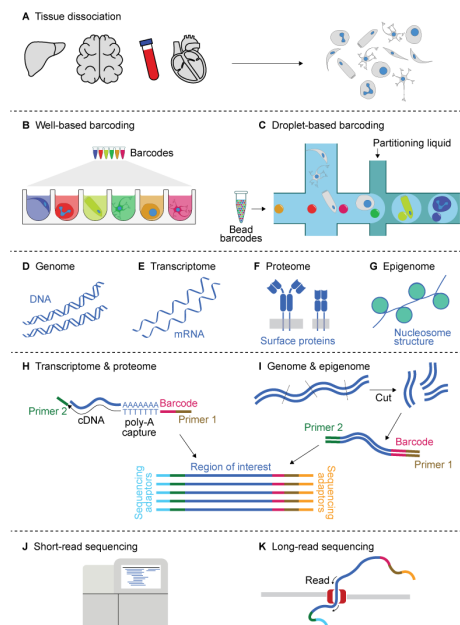 A Tissue dissociation
B Well-based barcoding
Barcodes
C Droplet-based barcoding
Partitioning liquid
Bead
barcodes
D Genome
DNA
E Transcriptome
mRNA
F Proteome
Surface proteins
G Epigenome
Nucleosome
structure
H Transcriptome & proteome
Primer 2
cDNA
AAAAAAA
TTTTTTT
poly-A
capture
Barcode
Primer 1
I Genome & epigenome
Cut
Primer 2
Barcode
Primer 1
Region of interest
Sequencing
adaptors
Sequencing
adaptors
J Short-read sequencing
K Long-read sequencing
Read